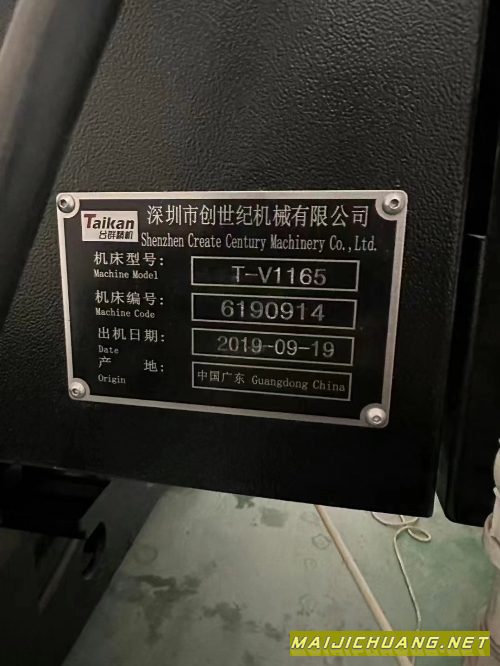 Taikan
台群精机
深圳市创世纪机械有限公司
Shenzhen Create Century Machinery Co.,Ltd.
机床型号:
Machine Model
T-V1165
机床编号:
Machine Code
6190914
出机日期:
Date
2019-09-19
产 地:
Origin
中国广东 Guangdong China
MAIJICHUANG.NET